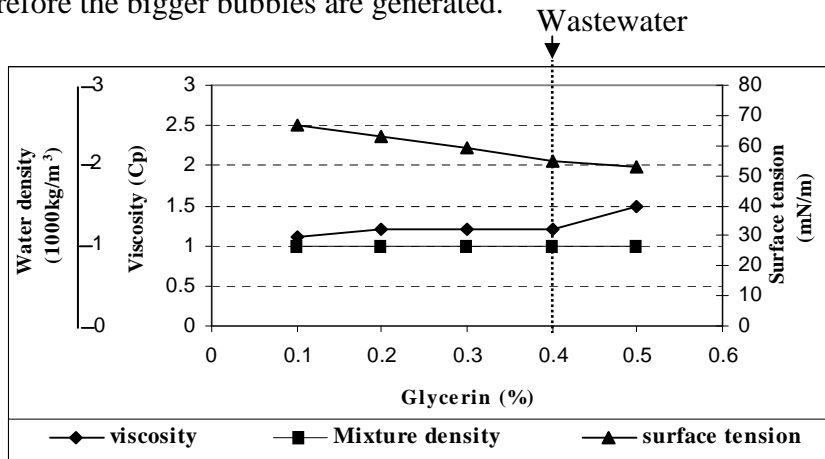 refore the bigger bubbles are generated.
Wastewater
3 3 80
2.5 70
2 2 60
50
1.5 40
1 1 30
20
0.5 10
0 0 0
Water density
(1000kg/m³)
Viscosity (Cp)
Surface tension
(mN/m)
0 0.1 0.2 0.3 0.4 0.5 0.6
Glycerin (%)
viscosity Mixture density surface tension